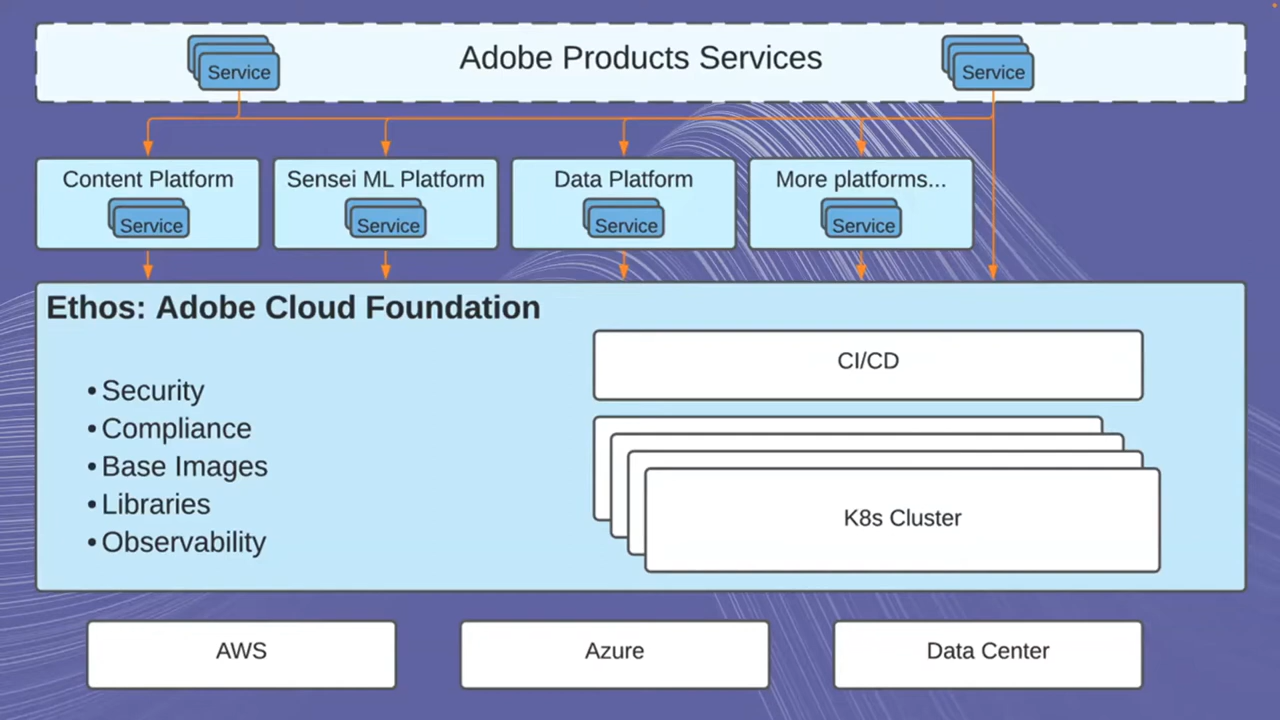 Adobe Products Services
Service
Service
Content Platform
Service
Sensei ML Platform
Service
Data Platform
Service
More platforms...
Service
Ethos: Adobe Cloud Foundation
• Security
• Compliance
• Base Images
• Libraries
• Observability
CI/CD
K8s Cluster
AWS
Azure
Data Center